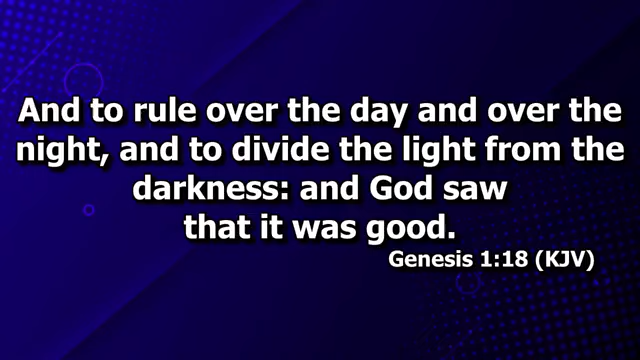 And to rule over the day and over the
night, and to divide the light from the
darkness: and God saw
that it was good.
Genesis 1:18 (KJV)